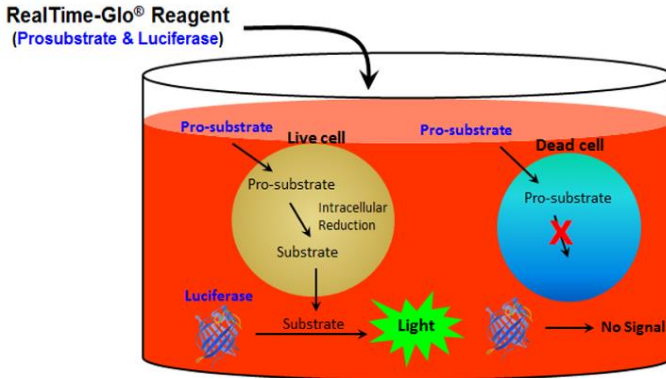 RealTime-Glo® Reagent
(Prosubstrate & Luciferase)
Pro-substrate
Live cell
Pro-substrate
Intracellular
Reduction
Substrate
Luciferase
Substrate
Light
Pro-substrate
Dead cell
Pro-substrate
X
No Signal